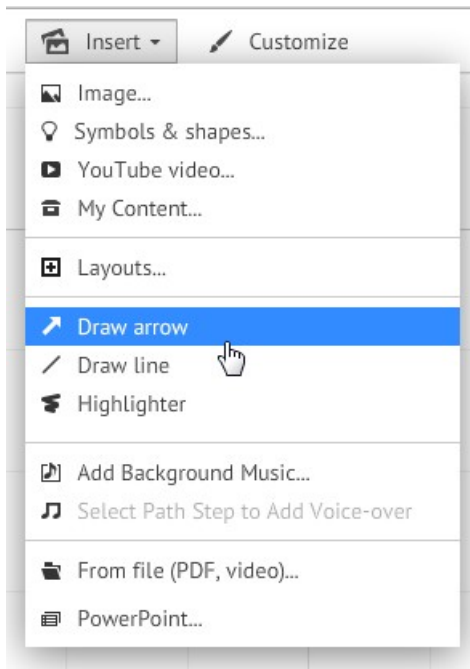 Insert
Customize
Image...
Symbols & shapes...
YouTube video...
My Content...
Layouts...
Draw arrow
Draw line
Highlighter
Add Background Music...
Select Path Step to Add Voice-over
From file (PDF, video)...
PowerPoint...